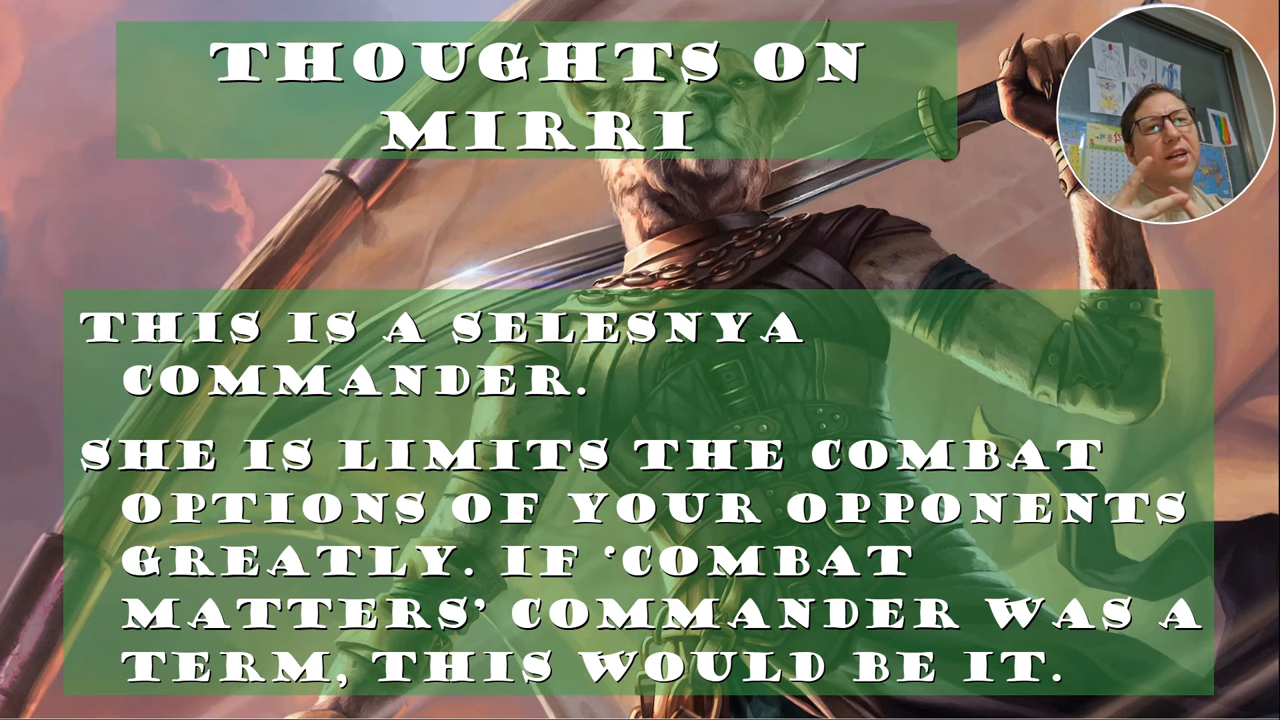 THOUGHTS ON
MIRRI
THIS IS A SELESNYA
COMMANDER.
SHE IS LIMITS THE COMBAT
OPTIONS OF YOUR OPPONENTS
GREATLY. IF 'COMBAT
MATTERS' COMMANDER WAS A
TERM, THIS WOULD BE IT.